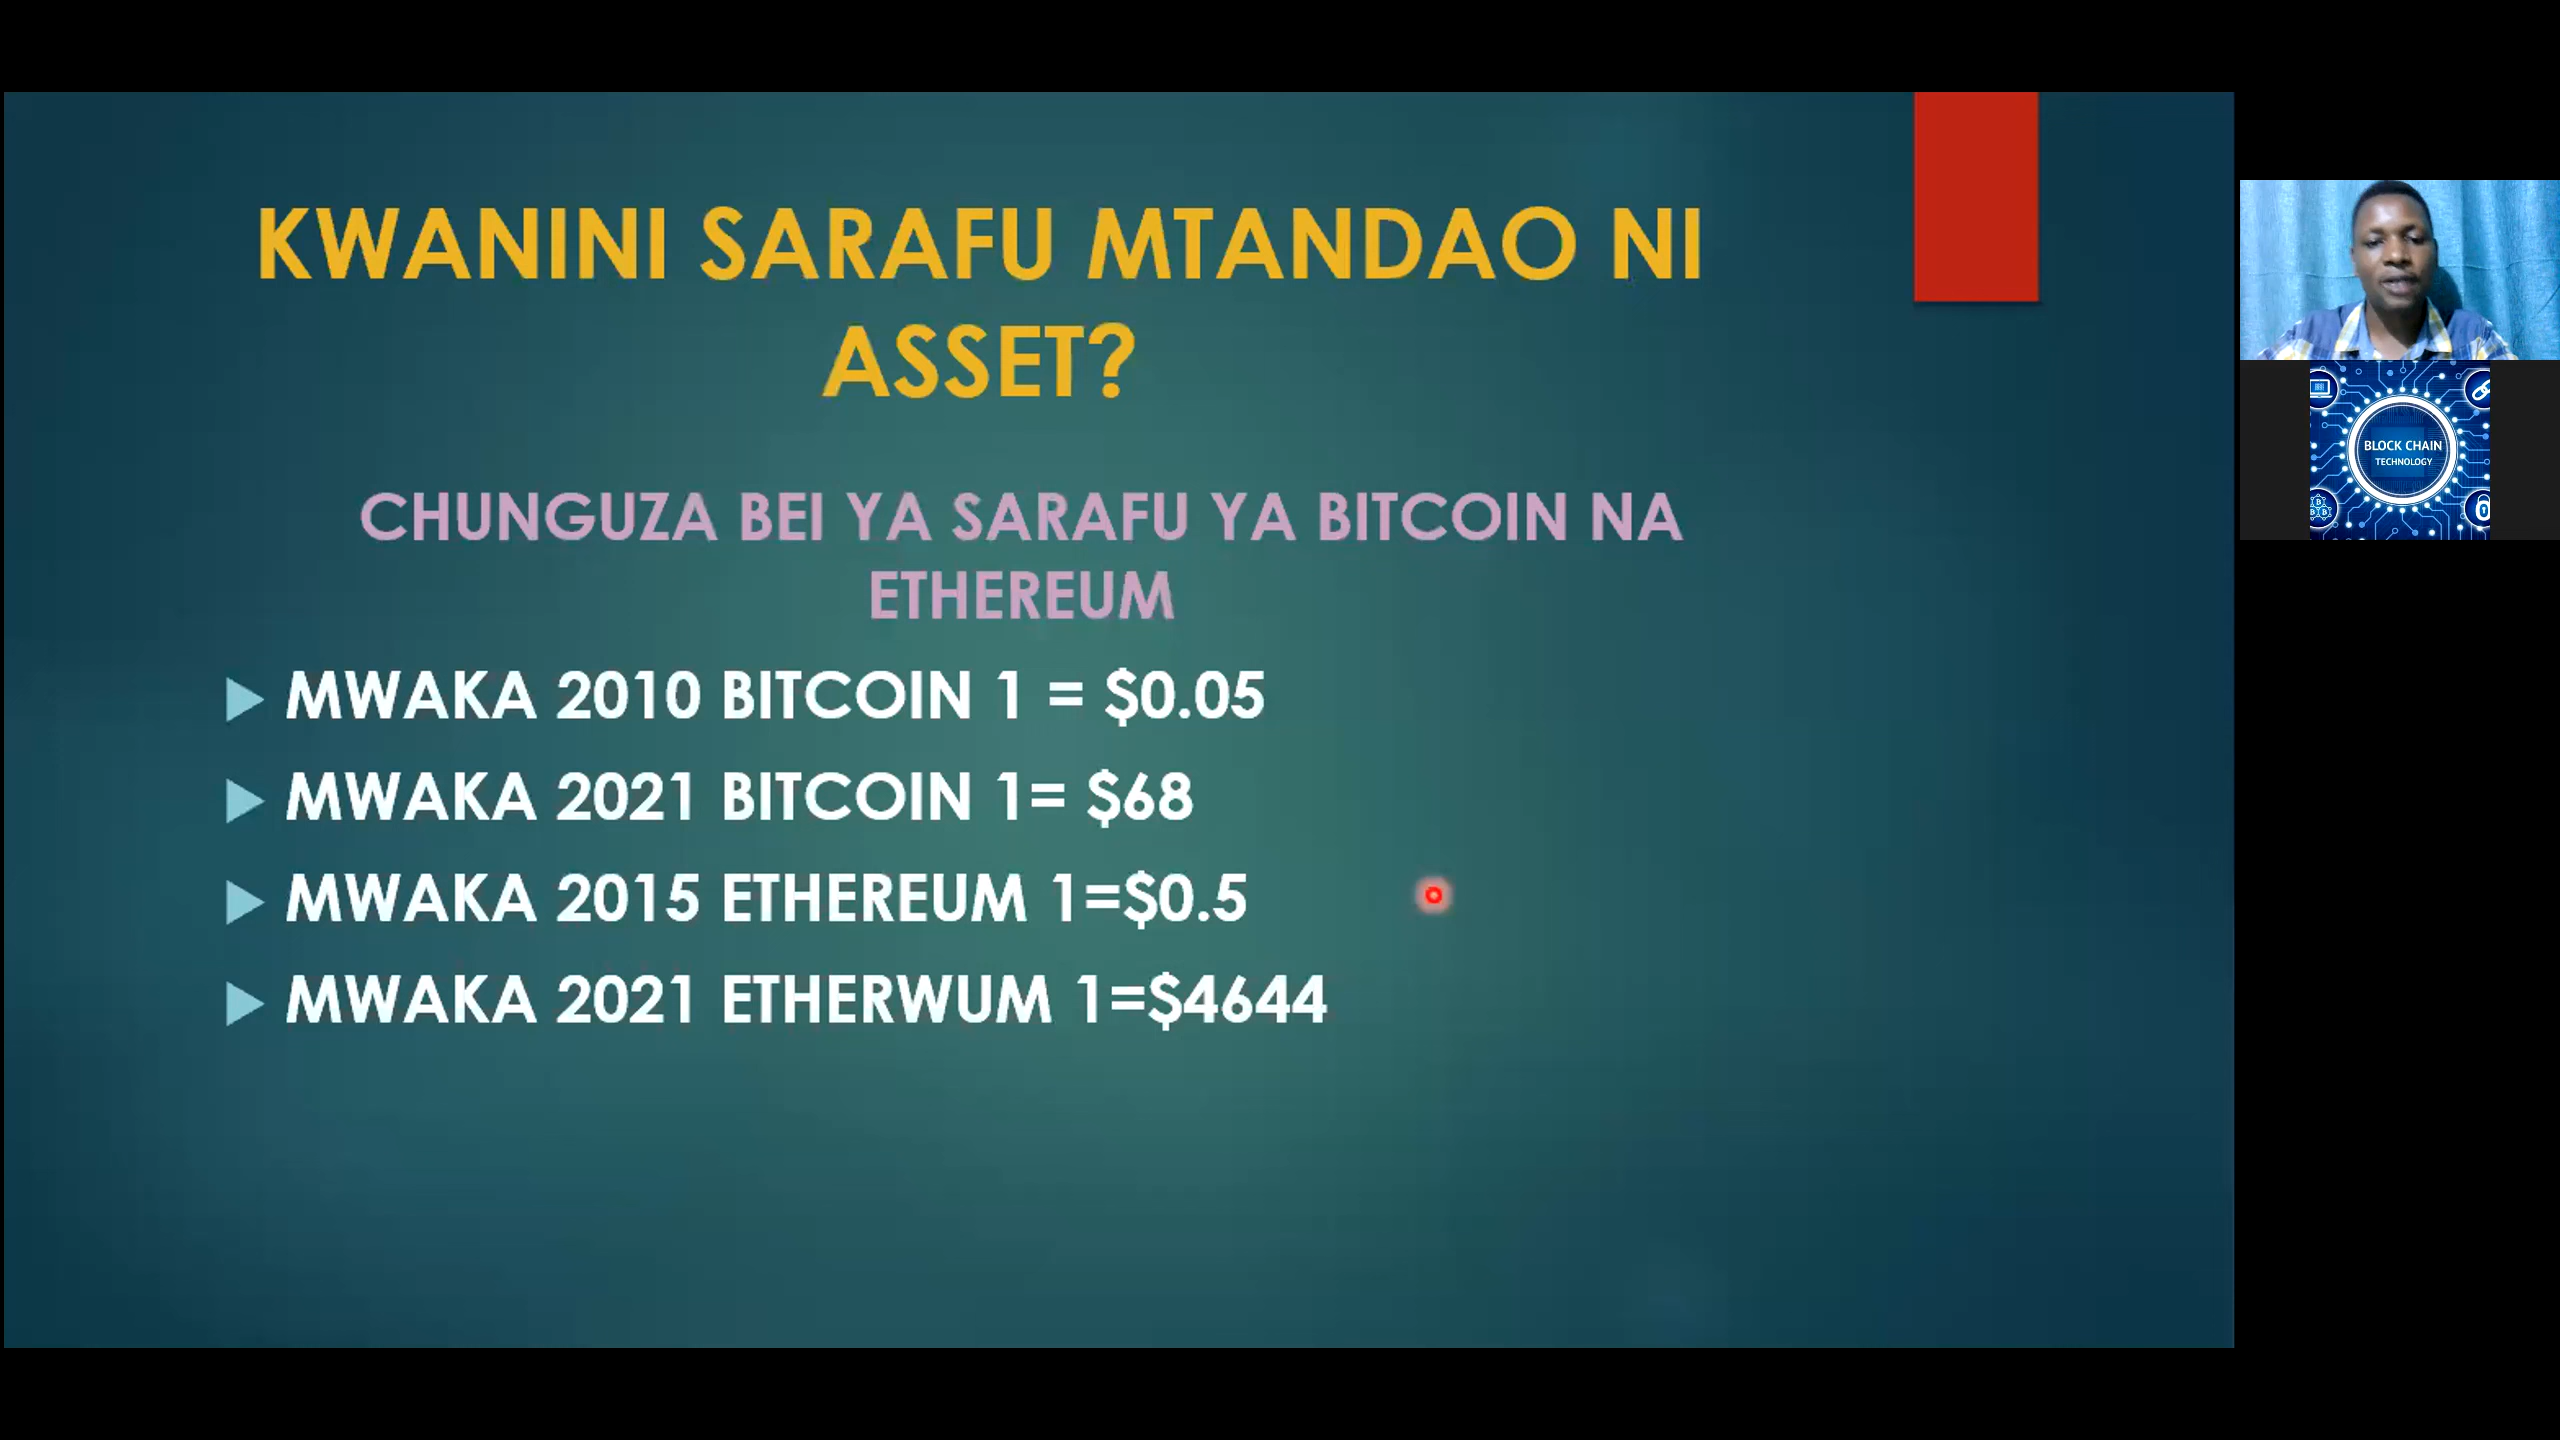 KWANINI SARAFU MTANDAO NI
ASSET?
CHUNGUZA BEI YA SARAFU YA BITCOIN NA
ETHEREUM
MWAKA 2010 BITCOIN 1 = $0.05
MWAKA 2021 BITCOIN 1= $68
MWAKA 2015 ETHEREUM 1=$0.5
MWAKA 2021 ETHERWUM 1=$4644
BLOCK CHAIN
TECHNOLOGY